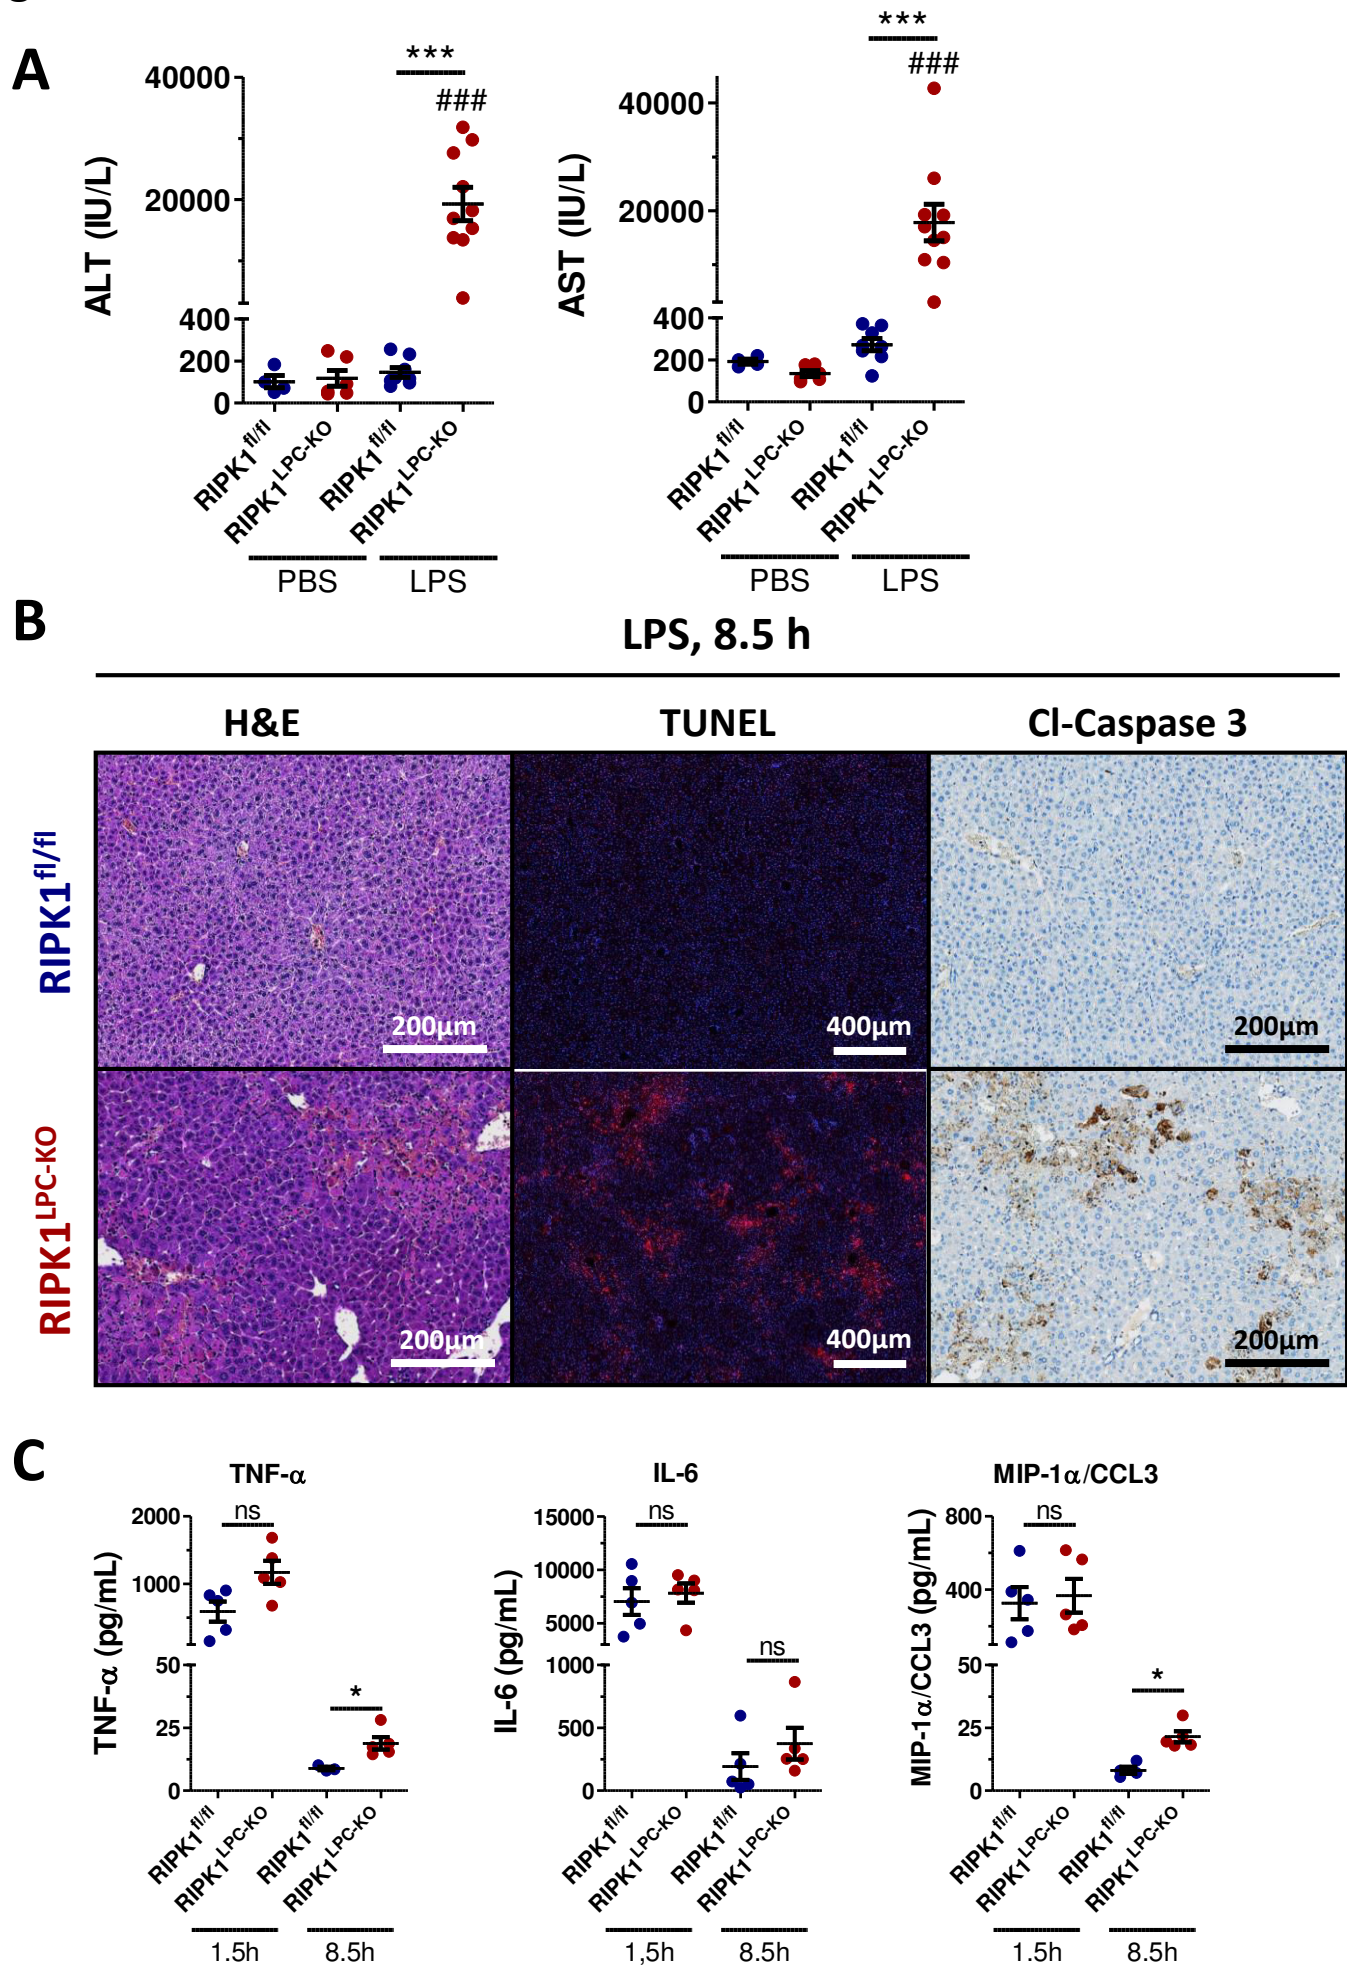 A
ALT (IU/L)
40000
20000
400
200
0
***
###
RIPK1fl/fl
RIPK1LPC-KO
RIPK1fl/fl
RIPK1LPC-KO
PBS
LPS
AST (IU/L)
40000
20000
400
200
0
***
###
RIPK1fl/fl
RIPK1LPC-KO
RIPK1fl/fl
RIPK1LPC-KO
PBS
LPS
B
LPS, 8.5 h
H&E
TUNEL
Cl-Caspase 3
RIPK1fl/fl
200µm
400µm
200µm
RIPK1LPC-KO
200µm
400µm
200µm
C
TNF-α
TNF-α (pg/mL)
2000
1000
50
25
0
ns
*
RIPK1fl/fl
RIPK1LPC-KO
RIPK1fl/fl
RIPK1LPC-KO
1.5h
8.5h
IL-6
IL-6 (pg/mL)
15000
10000
5000
1000
500
0
ns
ns
RIPK1fl/fl
RIPK1LPC-KO
RIPK1fl/fl
RIPK1LPC-KO
1,5h
8.5h
MIP-1α/CCL3
MIP-1α/CCL3 (pg/mL)
800
400
50
25
0
ns
*
RIPK1fl/fl
RIPK1LPC-KO
RIPK1fl/fl
RIPK1LPC-KO
1.5h
8.5h